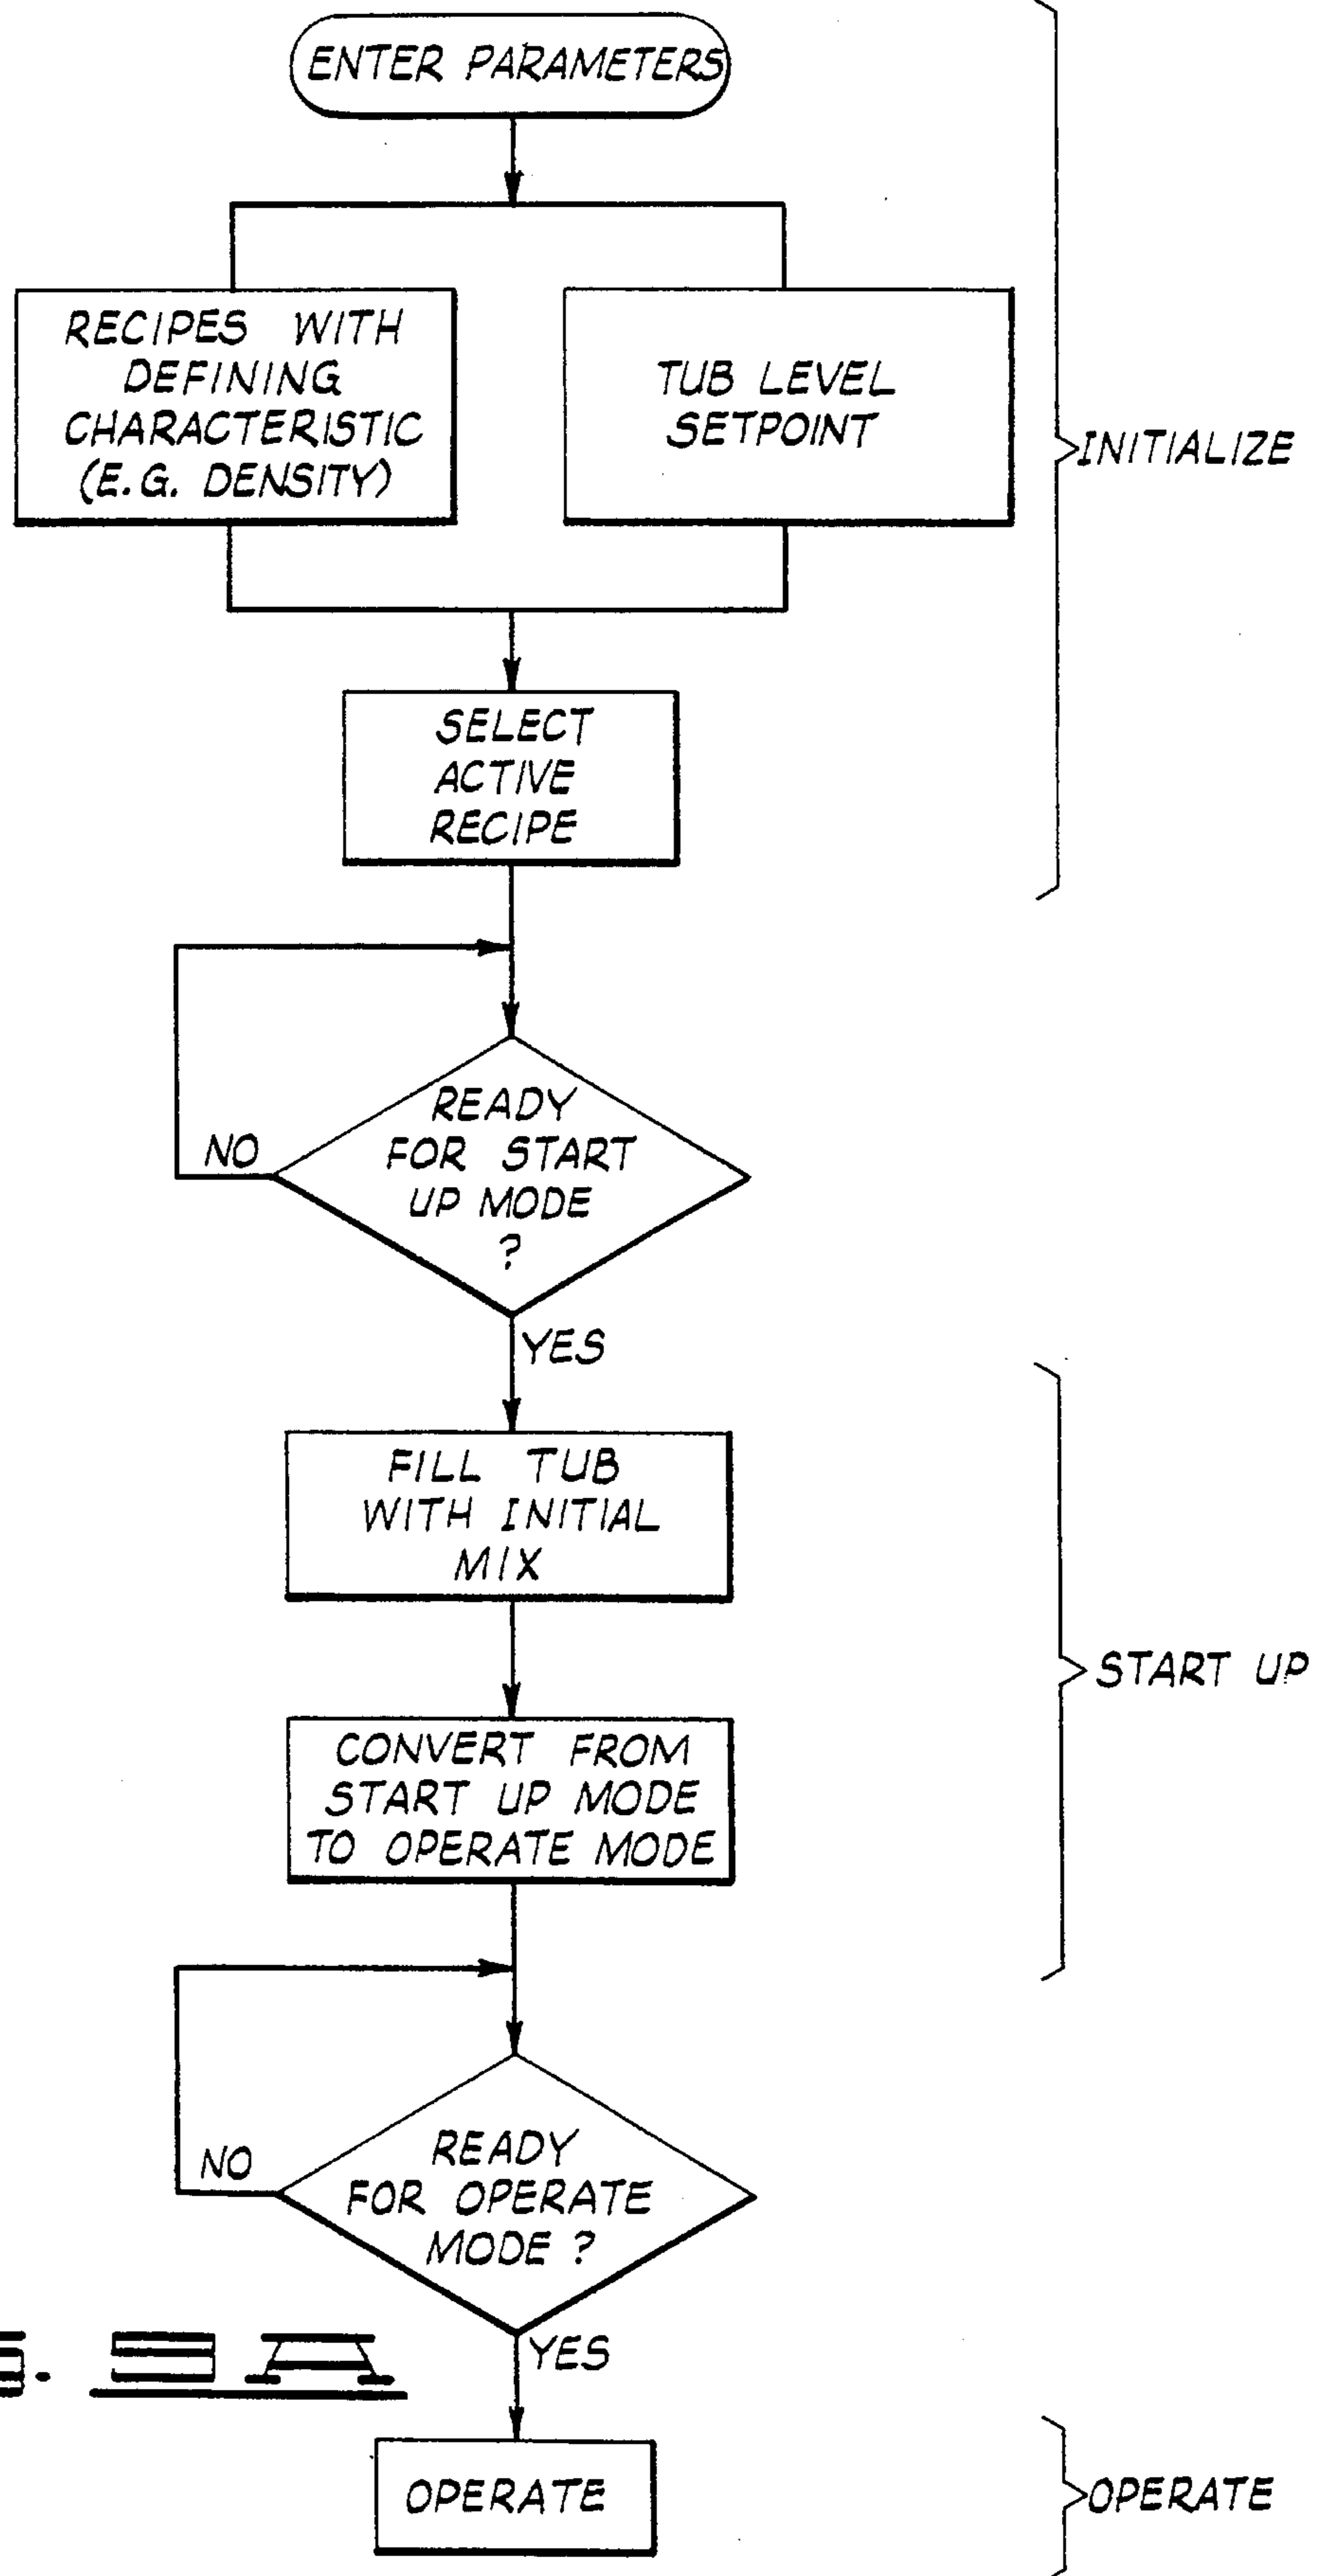 ENTER PARAMETERS
RECIPES WITH
DEFINING
CHARACTERISTIC
(E.G. DENSITY)
TUB LEVEL
SETPOINT
INITIALIZE
SELECT
ACTIVE
RECIPE
READY
FOR START
UP MODE
?
NO
YES
FILL TUB
WITH INITIAL
MIX
START UP
CONVERT FROM
START UP MODE
TO OPERATE MODE
READY
FOR OPERATE
MODE ?
NO
YES
OPERATE
OPERATE